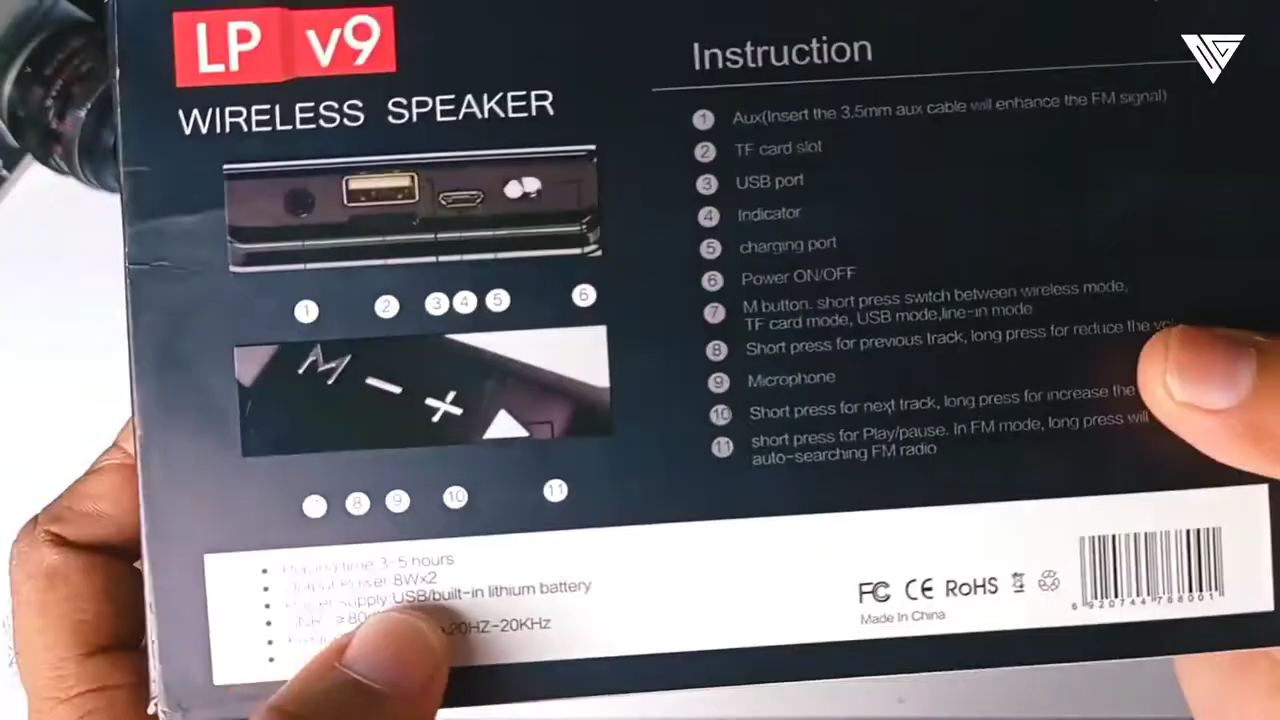 LP v9
WIRELESS SPEAKER
1 2 3 4 5 6
M - +
8 9 10 11
Instruction
1 Aux(Insert the 3.5mm aux cable will enhance the FM signal)
2 TF card slot
3 USB port
4 Indicator
5 charging port
6 Power ON/OFF
7 M button. short press switch between wireless mode,
TF card mode, USB mode,line-in mode
8 Short press for previous track, long press for reduce the
9 Microphone
10 Short press for next track, long press for increase the
11 short press for Play/pause. In FM mode, long press will
auto-searching FM radio
time 3-5 hours
8Wx2
supply:USB/built-in lithium battery
≥80
20HZ-20KHz
FC CE RoHS
Made In China
6 920744 768001
NG